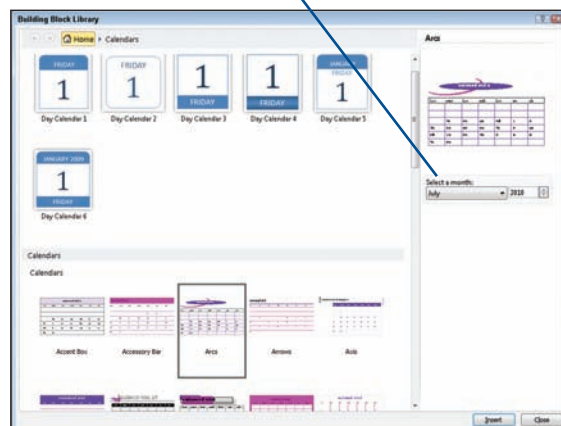 Building Block Library
Home ▸ Calendars
FRIDAY
1
Day Calendar 1
FRIDAY
1
Day Calendar 2
1
FRIDAY
Day Calendar 3
1
FRIDAY
Day Calendar 4
JANUARY
FRIDAY
1
Day Calendar 5
JANUARY 2009
1
FRIDAY
Day Calendar 6
Calendars
Calendars
Accent Box
Accessory Bar
Arcs
Arrows
Axis
Arcs
Select a month:
July
2010
Insert
Close